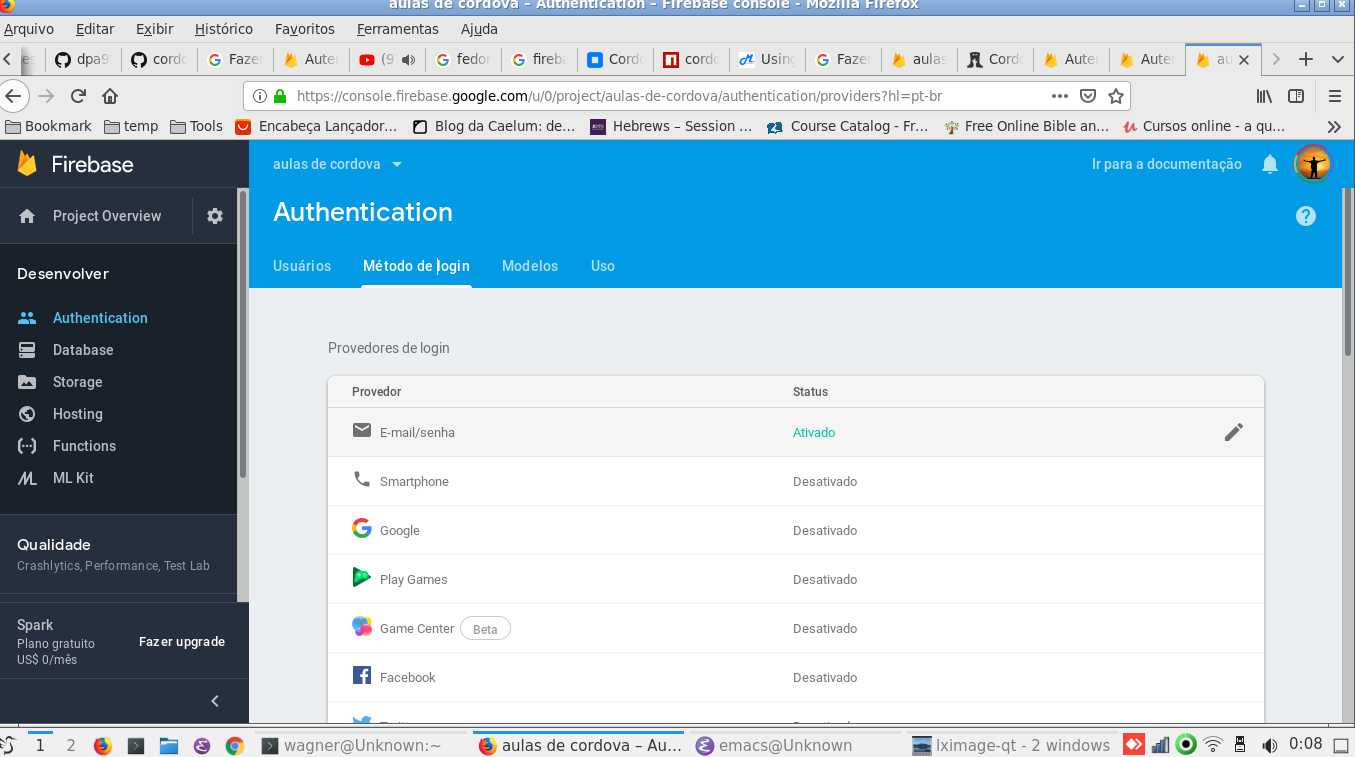 aulas de cordova – Authentication – Firebase console - Mozilla Firefox
Arquivo Editar Exibir Histórico Favoritos Ferramentas Ajuda
dpa9 cordo Fazer Auten (9 fedor fireba Cordo cordo Using Fazer aulas Cordo Auten Auten au
https://console.firebase.google.com/u/0/project/aulas-de-cordova/authentication/providers?hl=pt-br
Bookmark temp Tools Encabeça Lançador... Blog da Caelum: de... Hebrews – Session ... Course Catalog - Fr... Free Online Bible an... Cursos online - a qu...
Firebase
aulas de cordova
Ir para a documentação
Project Overview
Authentication
Usuários Método de login Modelos Uso
Desenvolver
Authentication
Database
Storage
Hosting
Functions
ML Kit
Qualidade
Crashlytics, Performance, Test Lab
Spark
Plano gratuito
US$ 0/mês
Fazer upgrade
Provedores de login
Provedor Status
E-mail/senha Ativado
Smartphone Desativado
Google Desativado
Play Games Desativado
Game Center Beta Desativado
Facebook Desativado
1 2 wagner@Unknown:~ aulas de cordova – Au... emacs@Unknown lximage-qt - 2 windows 0:08